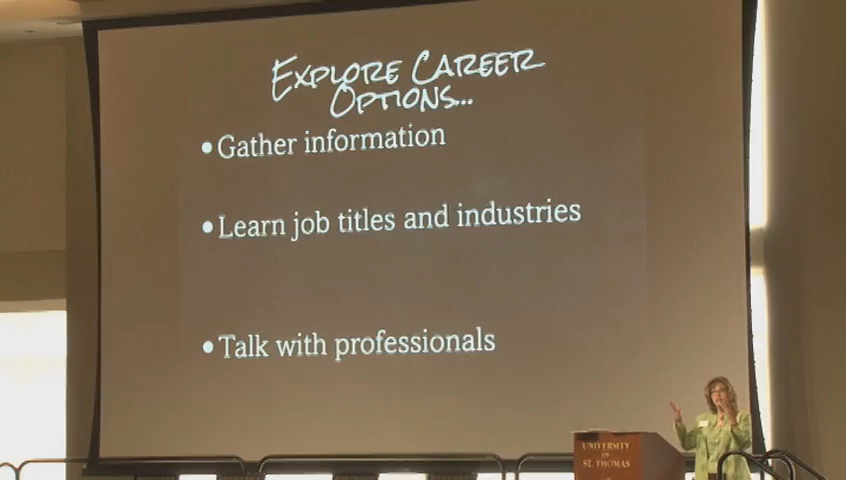 Explore Career
Options...
•Gather information
•Learn job titles and industries
•Talk with professionals
UNIVERSITY
OF
ST. THOMAS